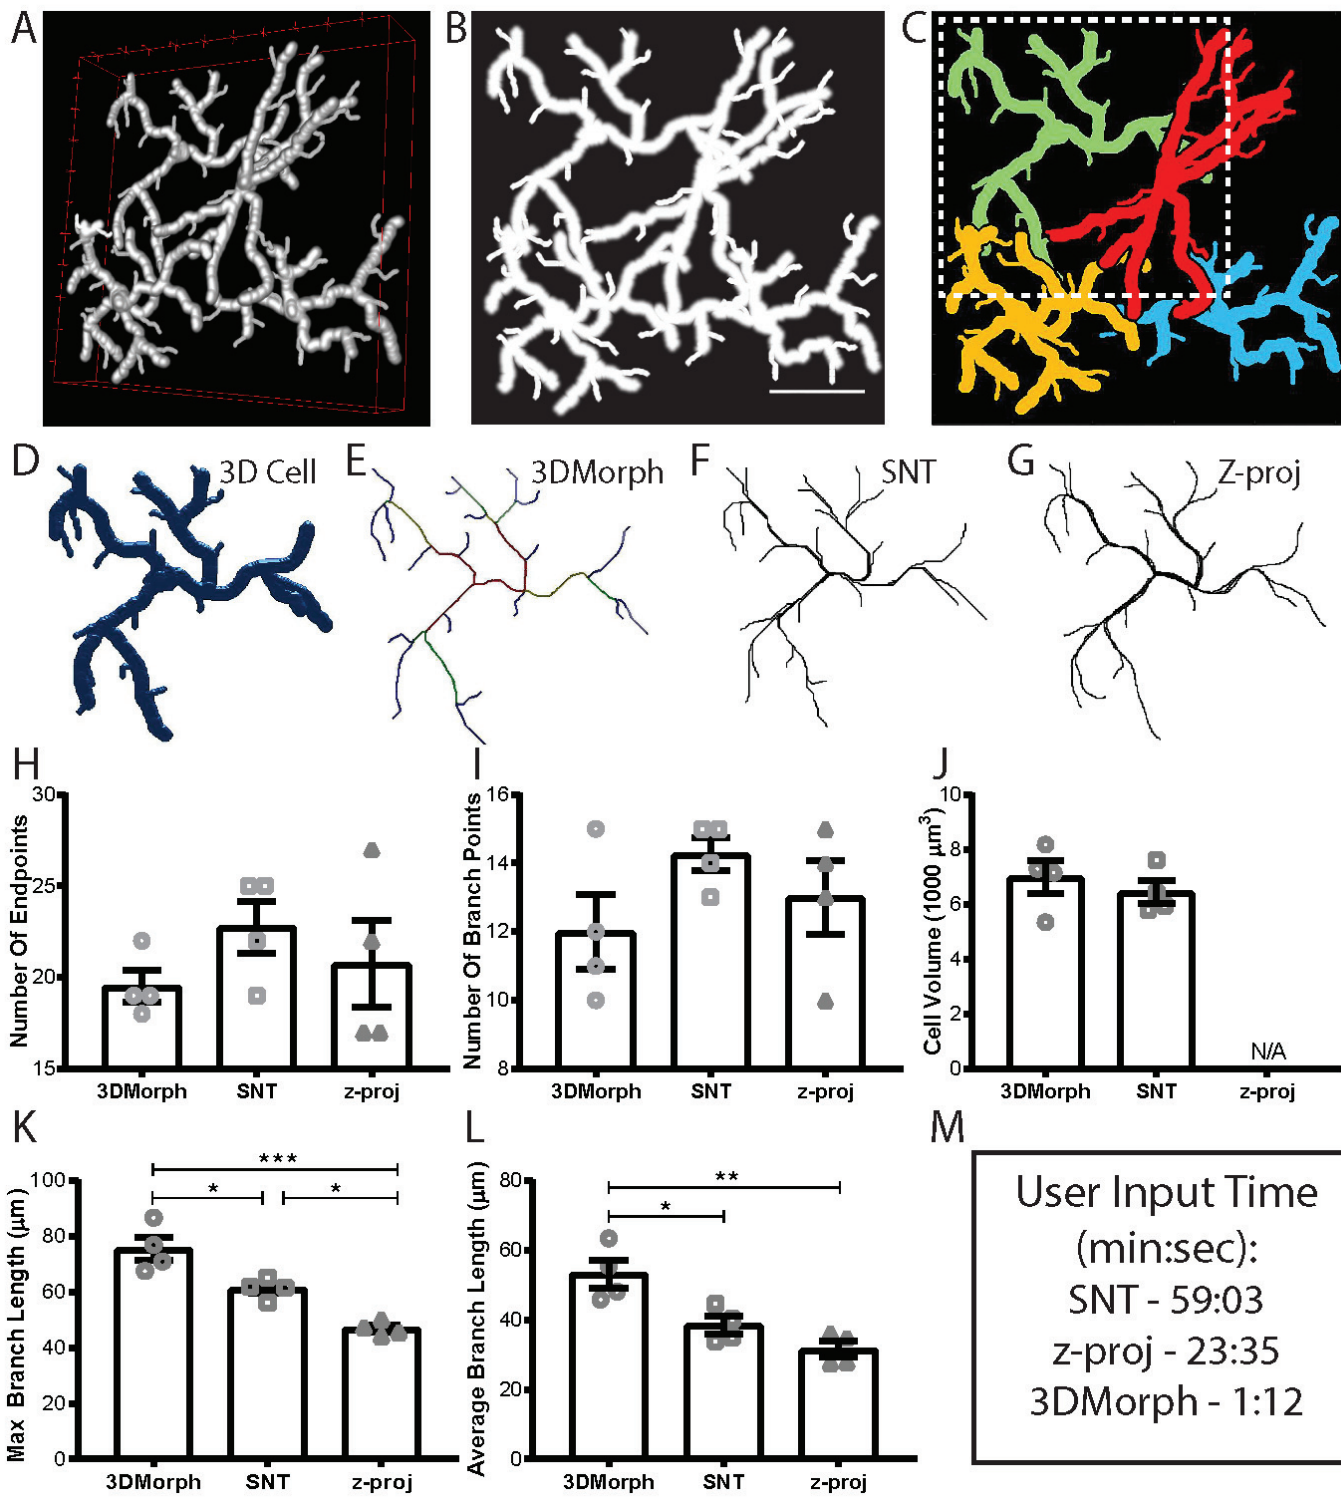 A
B
C
D
3D Cell
E
3DMorph
F
SNT
G
Z-proj
H
Number Of Endpoints
30
25
20
15
3DMorph
SNT
z-proj
I
Number Of Branch Points
16
14
12
10
8
3DMorph
SNT
z-proj
J
Cell Volume (1000 μm³)
10
8
6
4
2
0
N/A
3DMorph
SNT
z-proj
K
Max Branch Length (μm)
100
80
60
40
20
0
***
*
*
3DMorph
SNT
z-proj
L
Average Branch Length (μm)
80
60
40
20
0
**
*
3DMorph
SNT
z-proj
M
User Input Time
(min:sec):
SNT - 59:03
z-proj - 23:35
3DMorph - 1:12